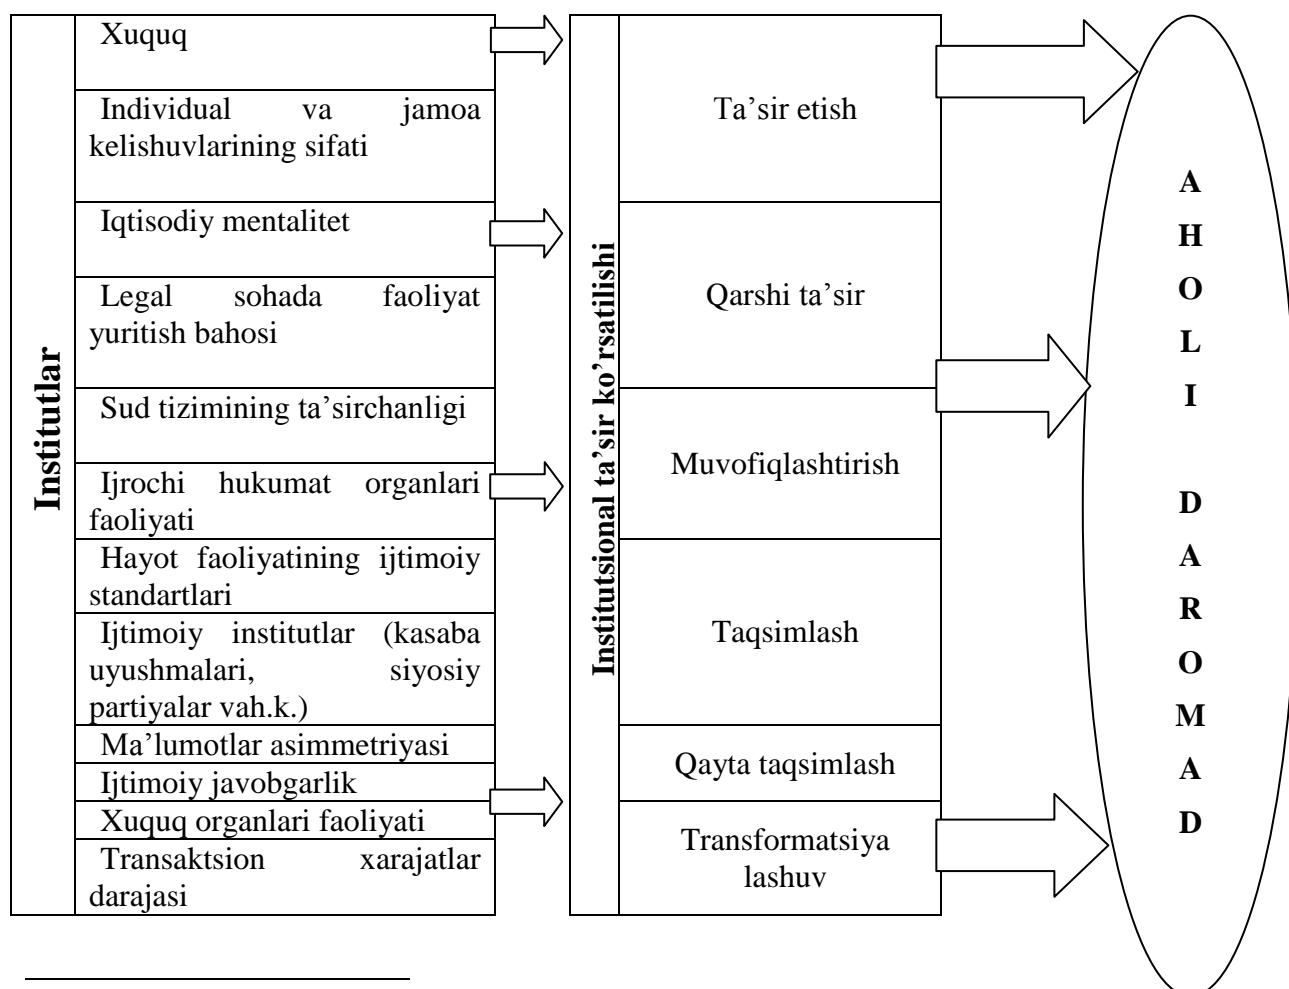 Institutlar
Xuquq
Individual va jamoa
kelishuvlarining sifati
Iqtisodiy mentalitet
Legal sohada faoliyat
yuritish bahosi
Sud tizimining ta’sirchanligi
Ijrochi hukumat organlari
faoliyati
Hayot faoliyatining ijtimoiy
standartlari
Ijtimoiy institutlar (kasaba
uyushmalari, siyosiy
partiyalar vah.k.)
Ma’lumotlar asimmetriyasi
Ijtimoiy javobgarlik
Xuquq organlari faoliyati
Transaktsion xarajatlar
darajasi
Institutsional ta’sir ko’rsatilishi
Ta’sir etish
Qarshi ta’sir
Muvofiqlashtirish
Taqsimlash
Qayta taqsimlash
Transformatsiya
lashuv
A
H
O
L
I
D
A
R
O
M
A
D